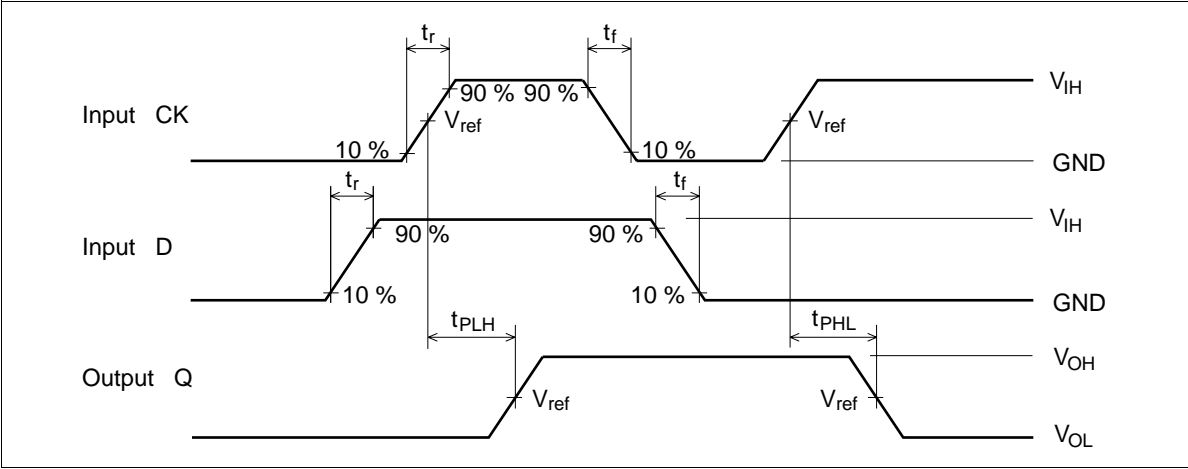 tr tf
VIH
Input CK 90 % 90 %
Vref Vref
10 % 10 %
GND
tr tf
VIH
Input D 90 % 90 %
10 % 10 %
GND
tPLH tPHL
VOH
Output Q
Vref Vref
VOL